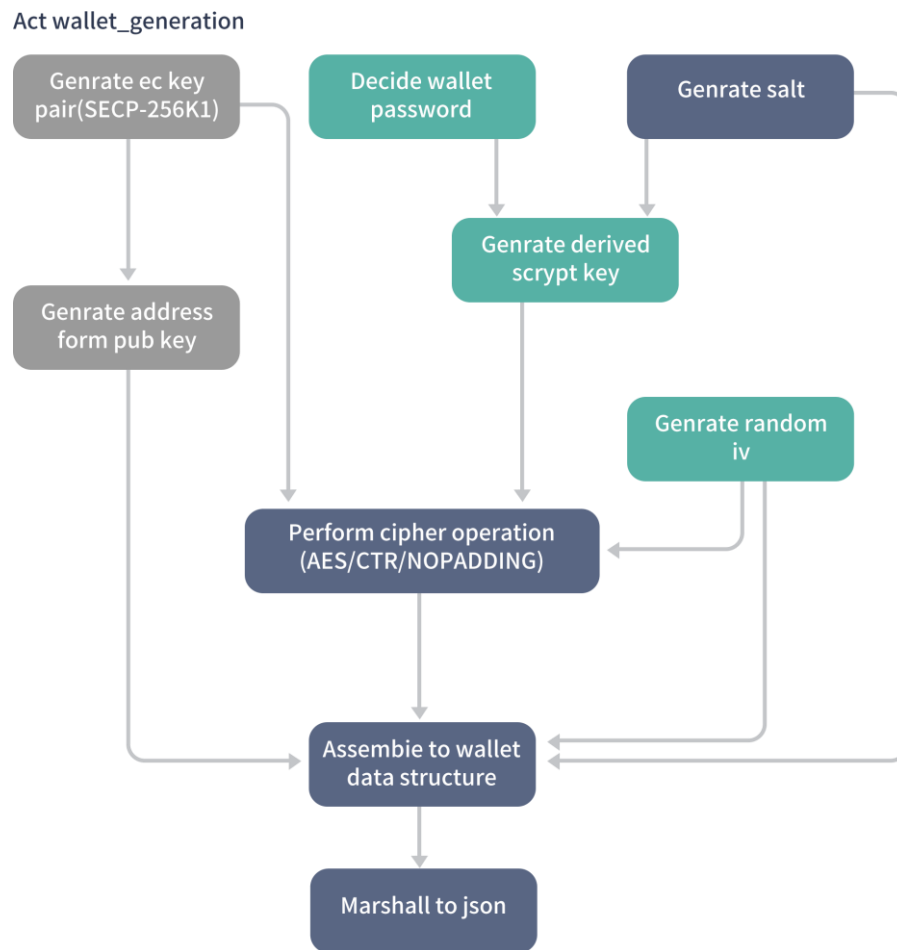 Act wallet_generation
Genrate ec key
pair(SECP-256K1)
Decide wallet
password
Genrate salt
Genrate derived
scrypt key
Genrate address
form pub key
Genrate random
iv
Perform cipher operation
(AES/CTR/NOPADDING)
Assembie to wallet
data structure
Marshall to json